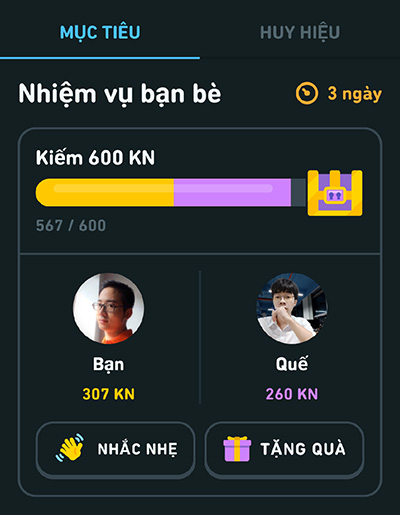 MỤC TIÊU
HUY HIỆU
Nhiệm vụ bạn bè
3 ngày
Kiếm 600 KN
567 / 600
Bạn
Quế
307 KN
260 KN
NHẮC NHẸ
TẶNG QUÀ